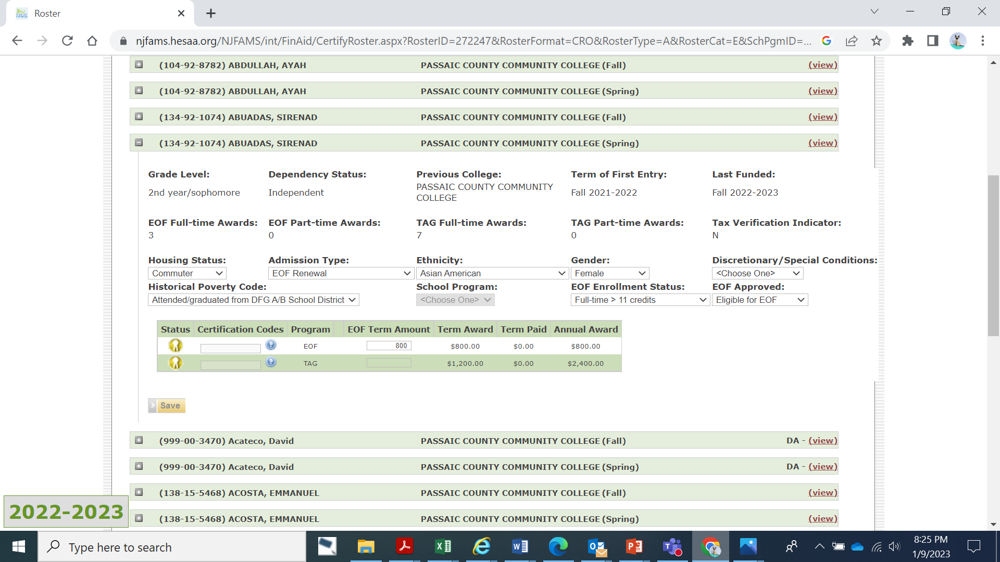 Roster
njfams.hesaa.org/NJFAMS/int/FinAid/CertifyRoster.aspx?RosterID=272247&RosterFormat=CRO&RosterType=A&RosterCat=E&SchPgmID=...
(104-92-8782) ABDULLAH, AYAH PASSAIC COUNTY COMMUNITY COLLEGE (Fall) (view)
(104-92-8782) ABDULLAH, AYAH PASSAIC COUNTY COMMUNITY COLLEGE (Spring) (view)
(134-92-1074) ABUADAS, SIRENAD PASSAIC COUNTY COMMUNITY COLLEGE (Fall) (view)
(134-92-1074) ABUADAS, SIRENAD PASSAIC COUNTY COMMUNITY COLLEGE (Spring) (view)
Grade Level: Dependency Status: Previous College: Term of First Entry: Last Funded:
2nd year/sophomore Independent PASSAIC COUNTY COMMUNITY COLLEGE Fall 2021-2022 Fall 2022-2023
EOF Full-time Awards: EOF Part-time Awards: TAG Full-time Awards: TAG Part-time Awards: Tax Verification Indicator:
3 0 7 0 N
Housing Status: Admission Type: Ethnicity: Gender: Discretionary/Special Conditions:
Commuter EOF Renewal Asian American Female <Choose One>
Historical Poverty Code: School Program: EOF Enrollment Status: EOF Approved:
Attended/graduated from DFG A/B School District <Choose One> Full-time > 11 credits Eligible for EOF
Status Certification Codes Program EOF Term Amount Term Award Term Paid Annual Award
EOF 800 $800.00 $0.00 $800.00
TAG $1,200.00 $0.00 $2,400.00
Save
(999-00-3470) Acateco, David PASSAIC COUNTY COMMUNITY COLLEGE (Fall) DA - (view)
(999-00-3470) Acateco, David PASSAIC COUNTY COMMUNITY COLLEGE (Spring) DA - (view)
(138-15-5468) ACOSTA, EMMANUEL PASSAIC COUNTY COMMUNITY COLLEGE (Fall) (view)
(138-15-5468) ACOSTA, EMMANUEL PASSAIC COUNTY COMMUNITY COLLEGE (Spring) (view)
2022-2023
Type here to search
8:25 PM
1/9/2023